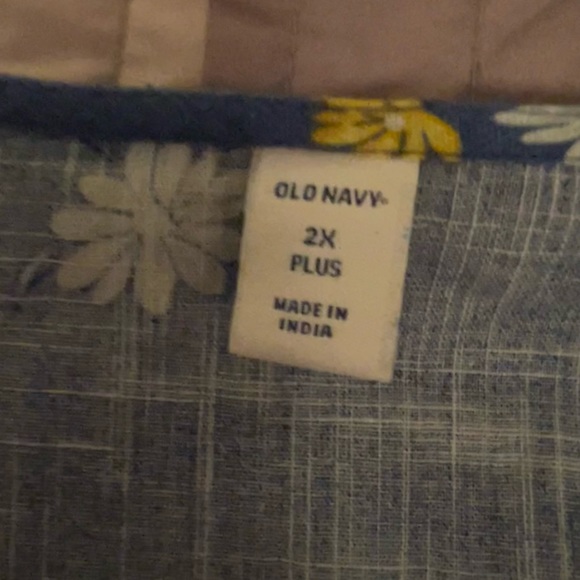 OLD NAVY
2X
PLUS
MADE IN
INDIA